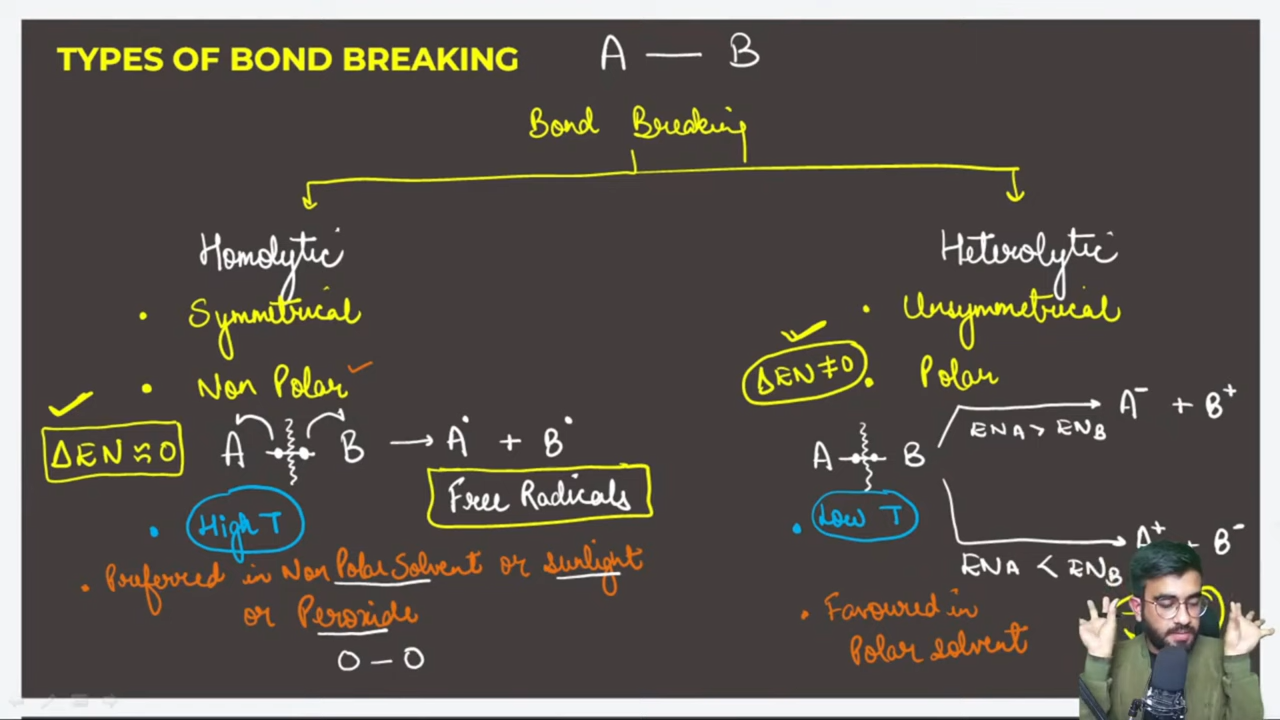 TYPES OF BOND BREAKING
A — B
Bond Breaking
Homolytic
• Symmetrical
• Non Polar
ΔEN ≈ 0
A B → A• + B•
Free Radicals
• High T
• Preferred in Non Polar Solvent or sunlight
or Peroxide
O – O
Heterolytic
• Unsymmetrical
ΔEN ≠ 0
• Polar
A B
ENA > ENB
A⁻ + B⁺
• Low T
ENA < ENB
A⁺ + B⁻
• Favoured in
Polar solvent